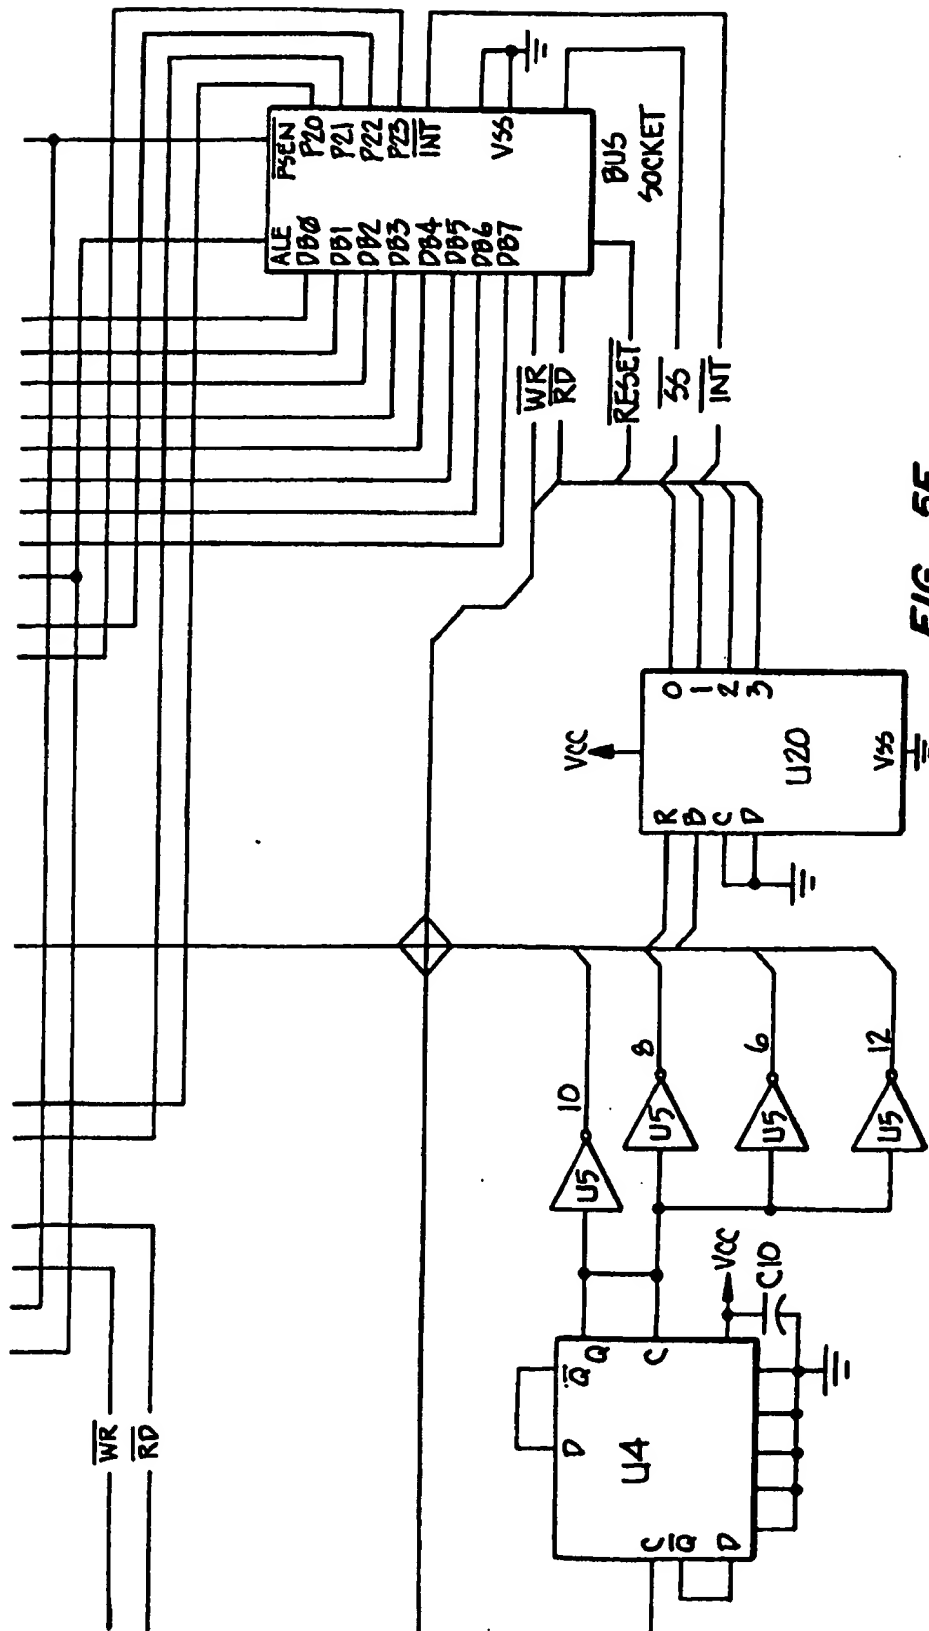 PSEN
P20
P21
P22
P23
INT
VSS
ALE
DB0
DB1
DB2
DB3
DB4
DB5
DB6
DB7
BUS
SOCKET
WR
RD
RESET
SS
INT
VCC
0
1
2
3
R
B
C
D
U20
VSS
10
8
6
12
U5
U5
U5
U5
VCC
C10
Q
Q
C
D
U4
C
Q
D
WR
RD